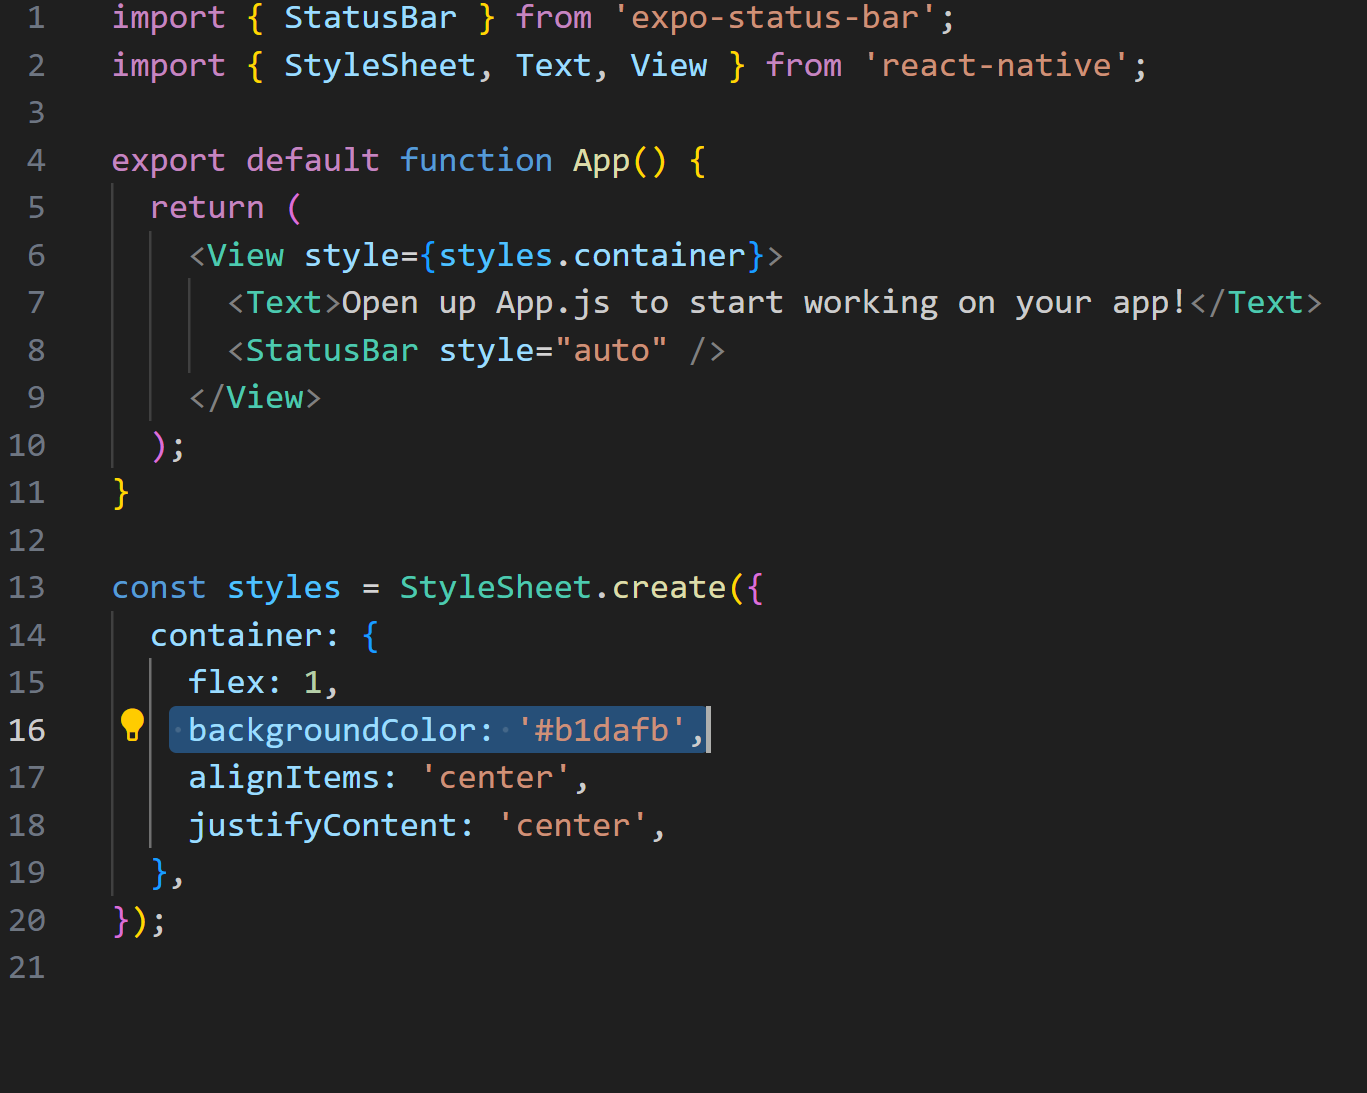 1 import { StatusBar } from 'expo-status-bar';
2 import { StyleSheet, Text, View } from 'react-native';
3
4 export default function App() {
5   return (
6     <View style={styles.container}>
7       <Text>Open up App.js to start working on your app!</Text>
8       <StatusBar style="auto" />
9     </View>
10   );
11 }
12
13 const styles = StyleSheet.create({
14   container: {
15     flex: 1,
16     backgroundColor: '#b1dafb',
17     alignItems: 'center',
18     justifyContent: 'center',
19   },
20 });
21